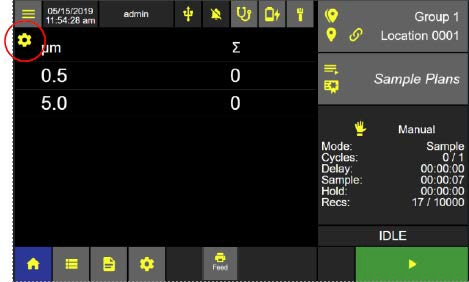 05/15/2019
11:54:28 am
admin
Group 1
Location 0001
µm Σ
0.5 0
5.0 0
Sample Plans
Manual
Mode: Sample
Cycles: 0 / 1
Delay: 00:00:00
Sample: 00:00:07
Hold: 00:00:00
Recs: 17 / 10000
IDLE
Feed